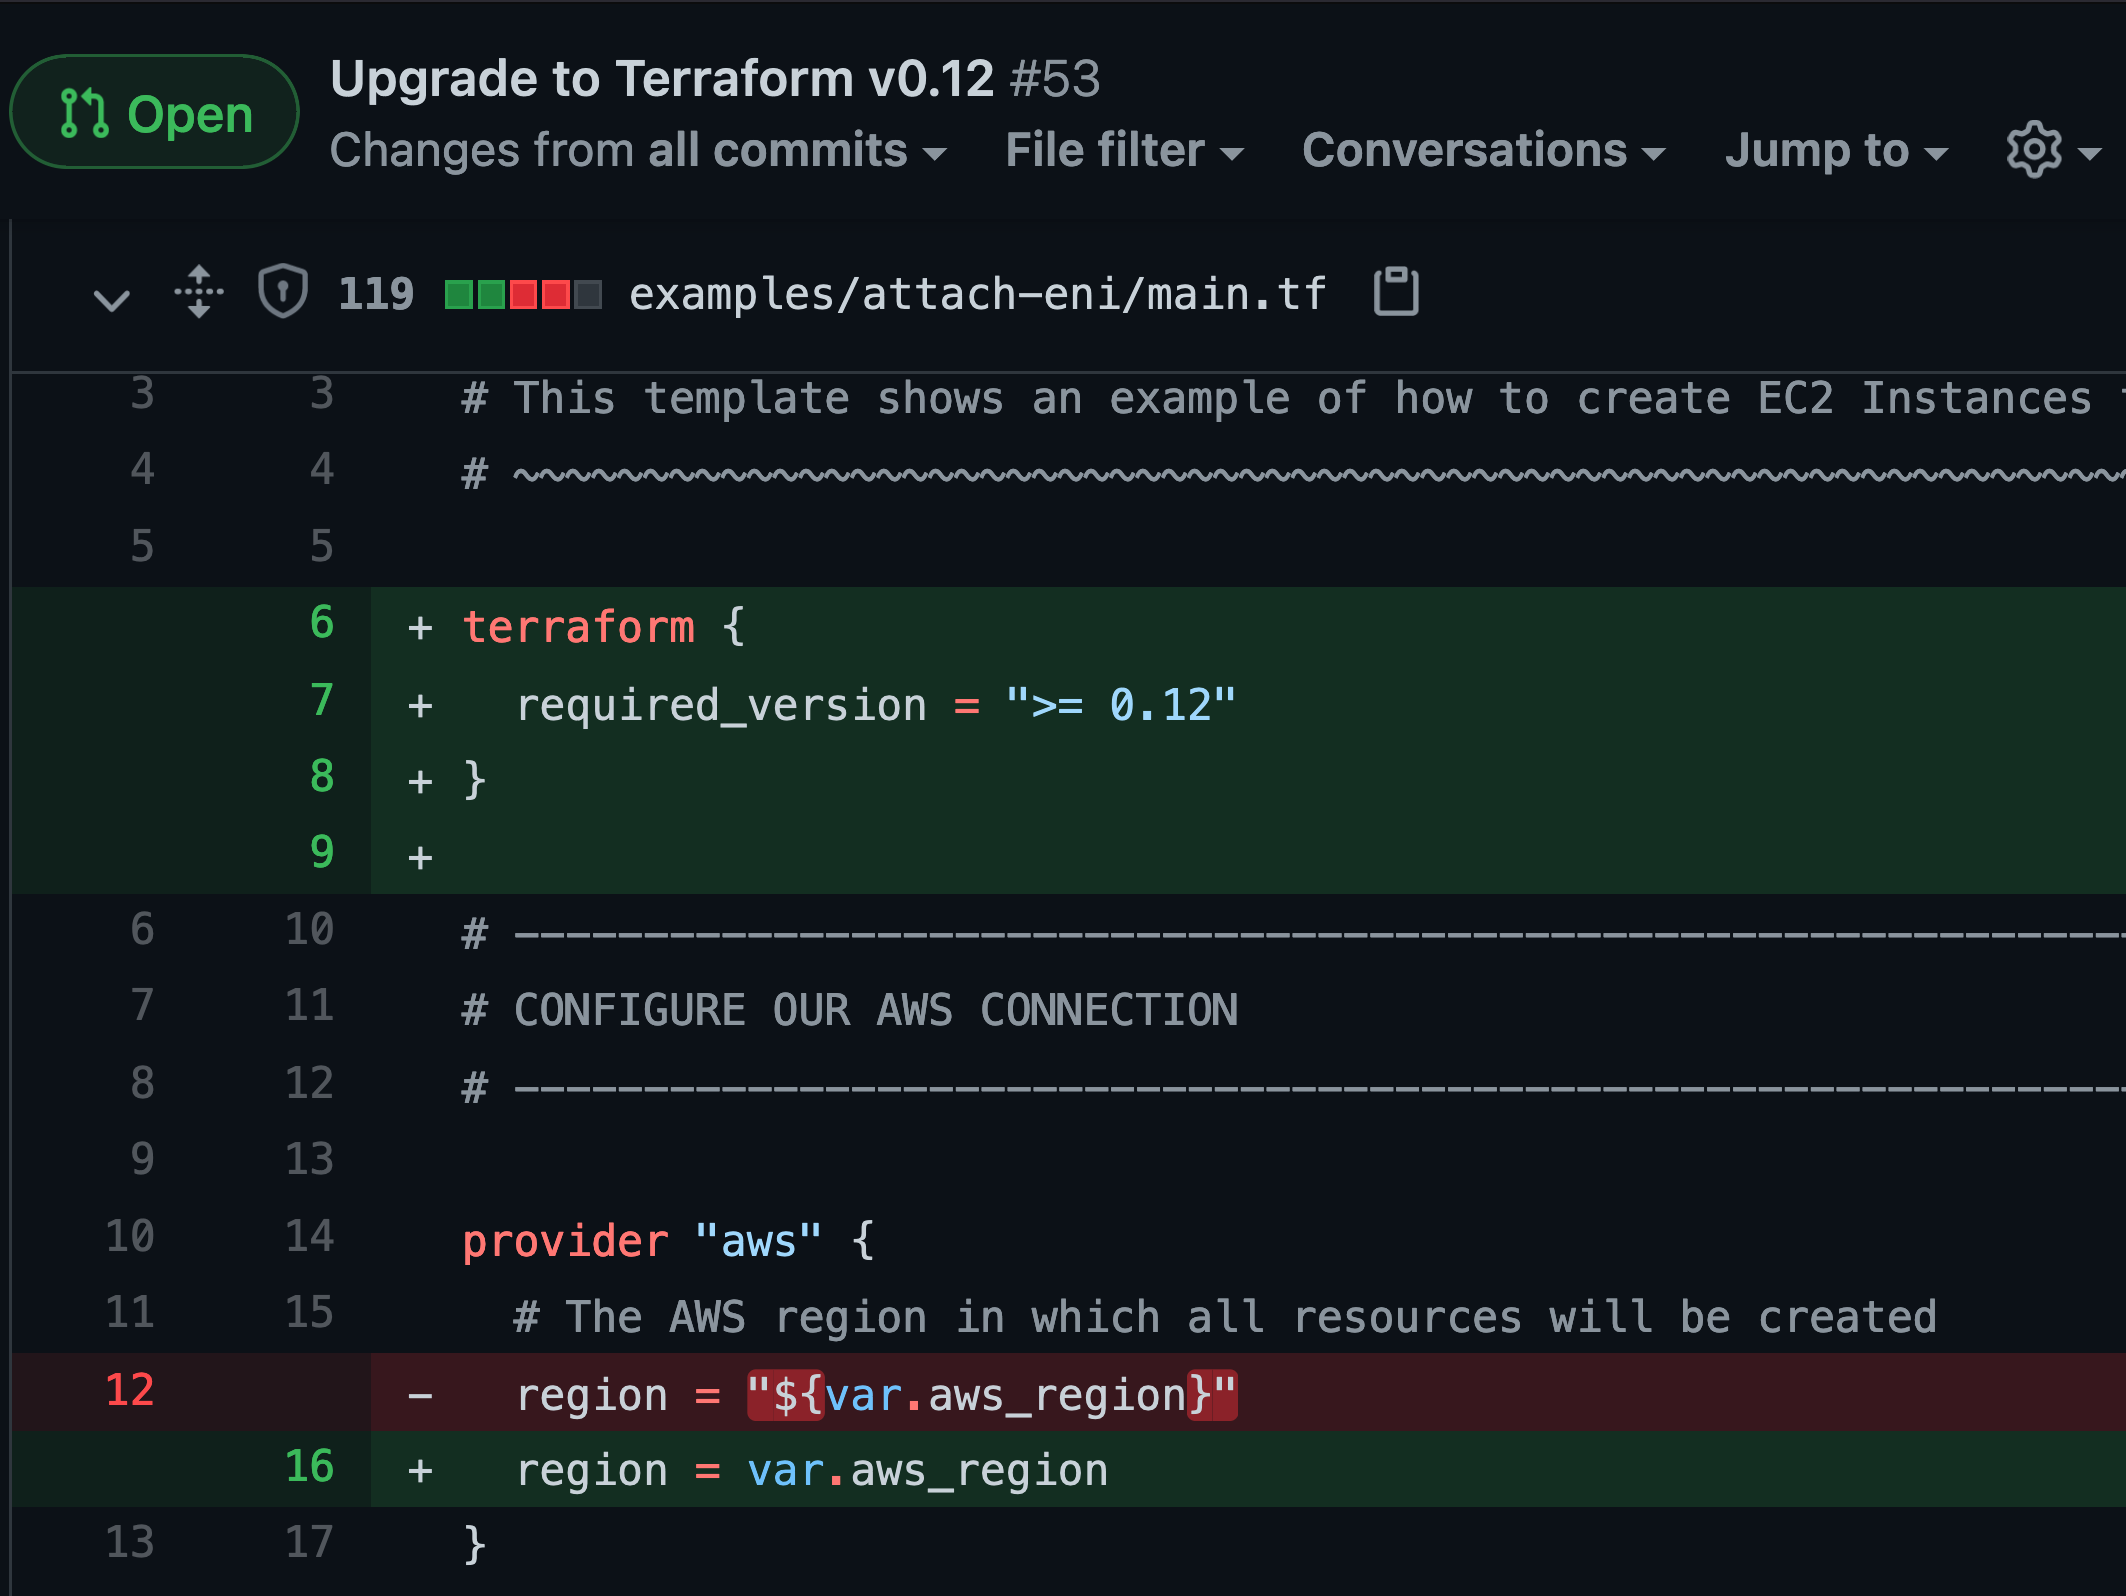 Open
Upgrade to Terraform v0.12 #53
Changes from all commits File filter Conversations Jump to
119 examples/attach-eni/main.tf
3 3 # This template shows an example of how to create EC2 Instances
4 4 # ~~~~~~~~~~~~~~~~~~~~~~~~~~~~~~~~~~~~~~~~~~~~~~~~~~~~~~~~~~~~~~~
5 5
6 + terraform {
7 +   required_version = ">= 0.12"
8 + }
9 +
6 10 # ---------------------------------------------------------------
7 11 # CONFIGURE OUR AWS CONNECTION
8 12 # ---------------------------------------------------------------
9 13
10 14 provider "aws" {
11 15   # The AWS region in which all resources will be created
12 -   region = "${var.aws_region}"
16 +   region = var.aws_region
13 17 }